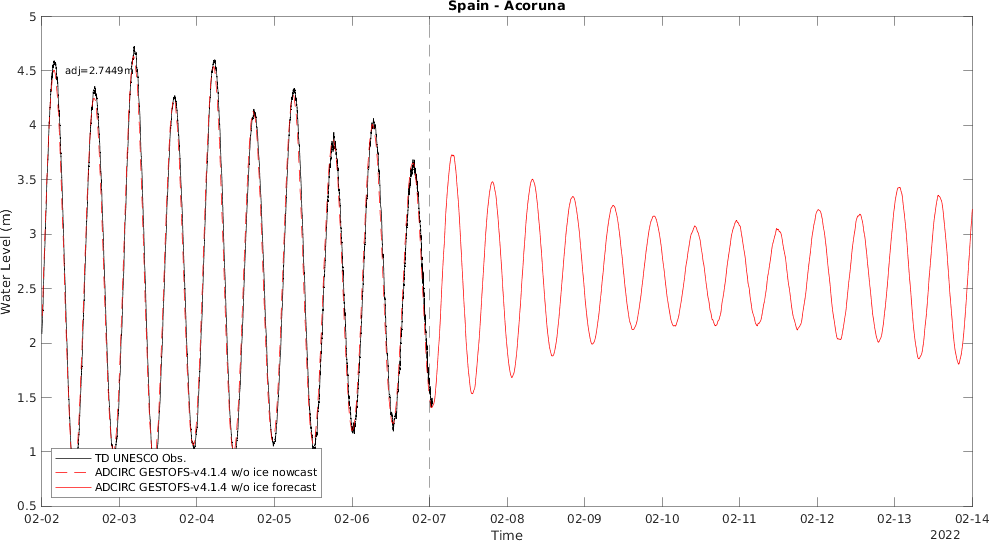 Spain - Acoruna
5
4.5
4
3.5
3
2.5
2
1.5
1
0.5
Water Level (m)
adj=2.7449m
TD UNESCO Obs.
ADCIRC GESTOFS-v4.1.4 w/o ice nowcast
ADCIRC GESTOFS-v4.1.4 w/o ice forecast
02-02 02-03 02-04 02-05 02-06 02-07 02-08 02-09 02-10 02-11 02-12 02-13 02-14
Time
2022